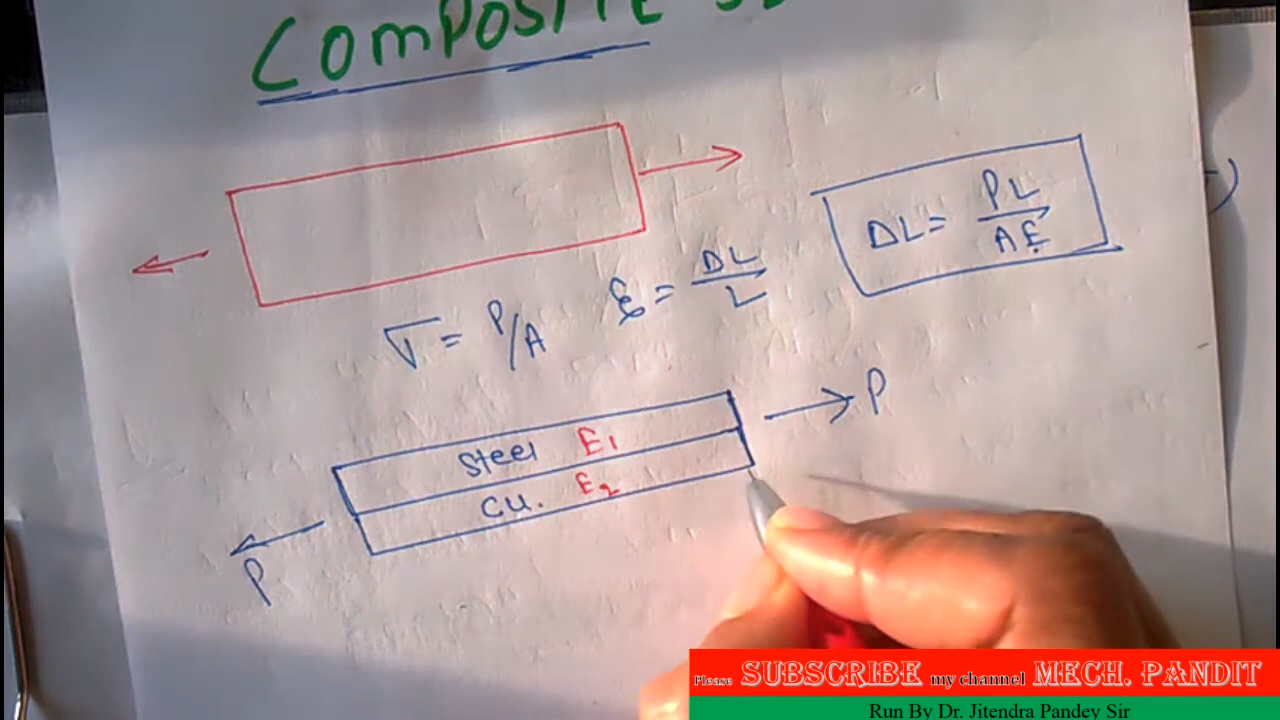 COMPOSITE
ΔL = PL/AE
σ = P/A ε = ΔL/L
P
Steel E1
Cu. E2
P
Please SUBSCRIBE my channel MECH. PANDIT
Run By Dr. Jitendra Pandey Sir